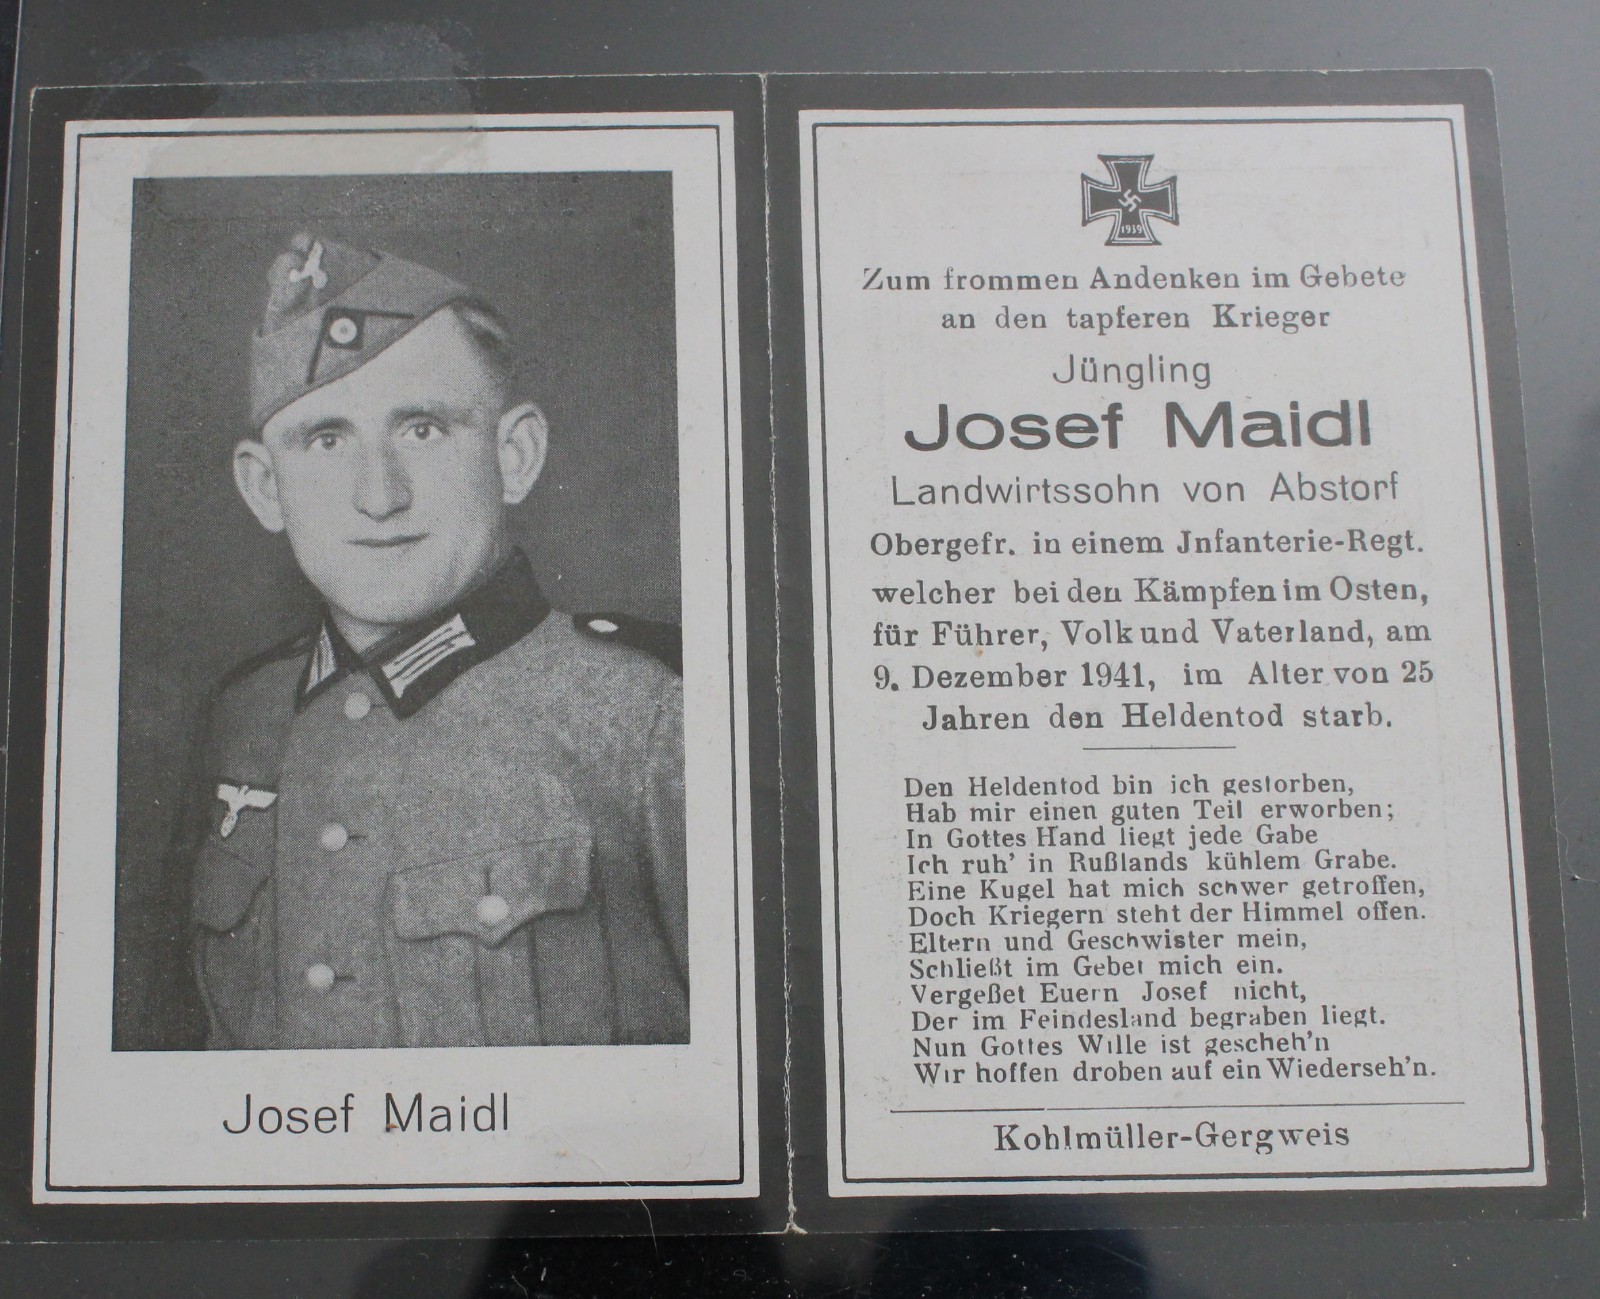 Josef Maidl
1939
Zum frommen Andenken im Gebete
an den tapferen Krieger
Jüngling
Josef Maidl
Landwirtssohn von Abstorf
Obergefr. in einem Jnfanterie-Regt.
welcher bei den Kämpfen im Osten,
für Führer, Volk und Vaterland, am
9. Dezember 1941, im Alter von 25
Jahren den Heldentod starb.
Den Heldentod bin ich gestorben,
Hab mir einen guten Teil erworben;
In Gottes Hand liegt jede Gabe
Ich ruh' in Rußlands kühlem Grabe.
Eine Kugel hat mich schwer getroffen,
Doch Kriegern steht der Himmel offen.
Eltern und Geschwister mein,
Schließt im Gebet mich ein.
Vergeßet Euern Josef nicht,
Der im Feindesland begraben liegt.
Nun Gottes Wille ist gescheh'n
Wir hoffen droben auf ein Wiederseh'n.
Kohlmüller-Gergweis